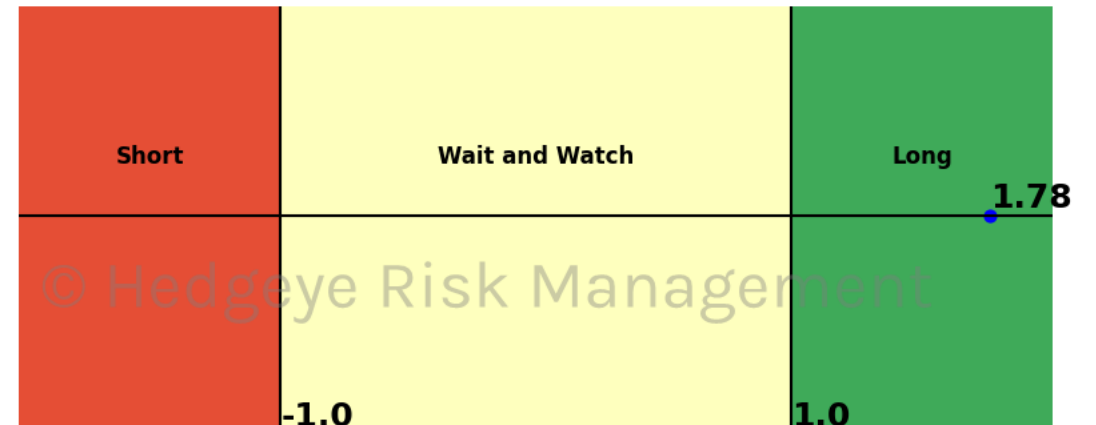 Short
Wait and Watch
Long
1.78
© Hedgeye Risk Management
-1.0
1.0